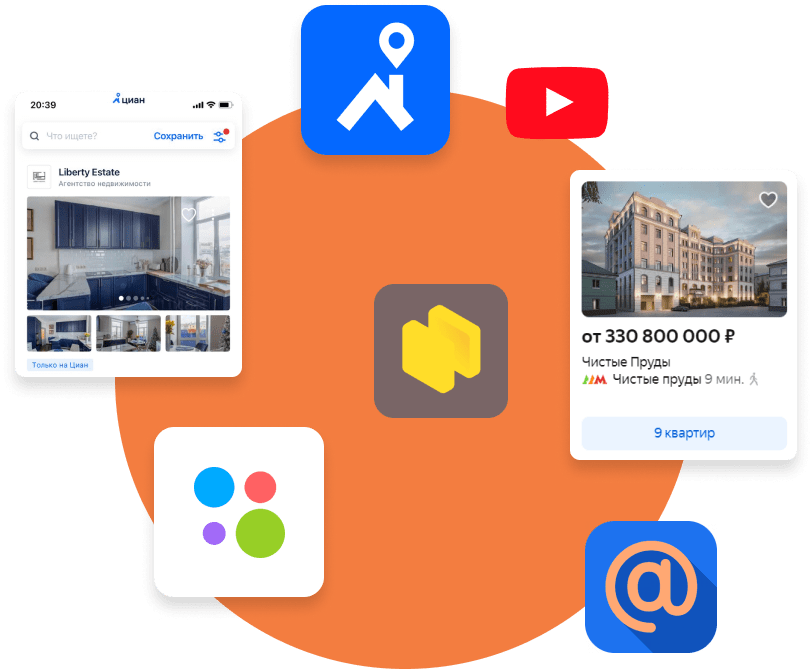 20:39
циан
Что ищете?
Сохранить
Liberty Estate
Агентство недвижимости
Только на Циан
от 330 800 000 ₽
Чистые Пруды
Чистые пруды 9 мин.
9 квартир
@